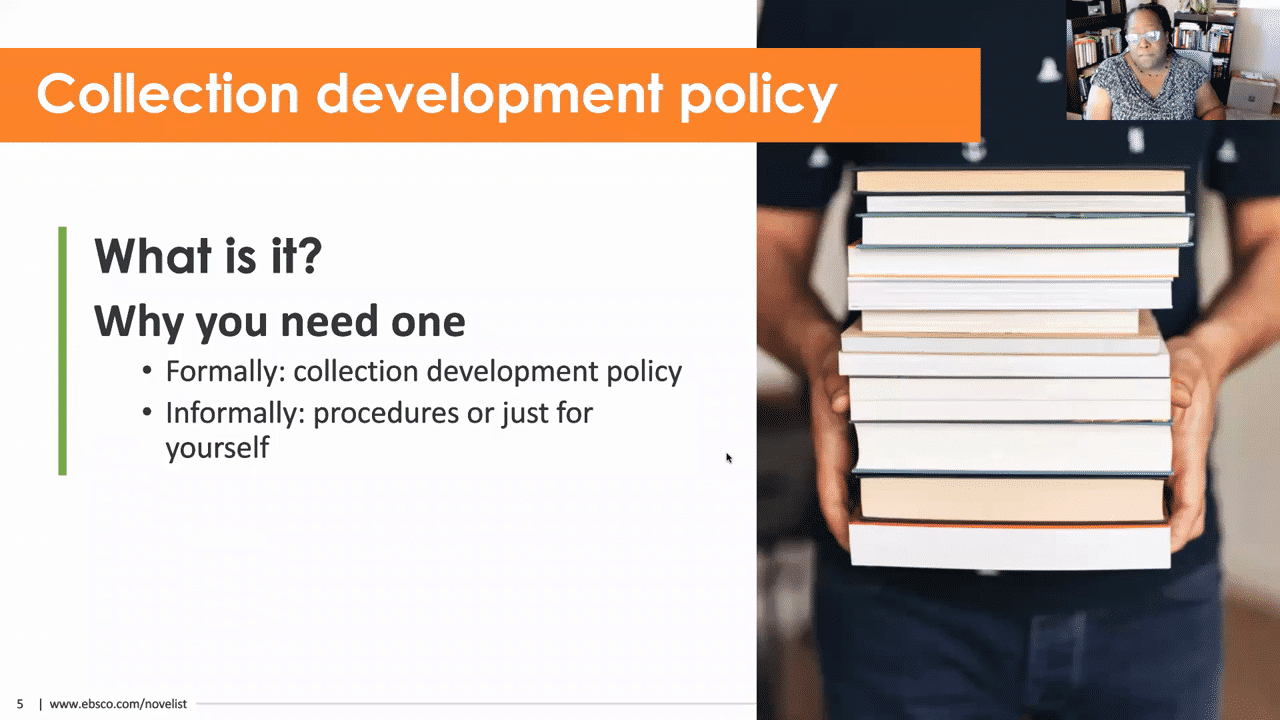 Collection development policy
What is it?
Why you need one
• Formally: collection development policy
• Informally: procedures or just for
yourself
5 | www.ebsco.com/novelist